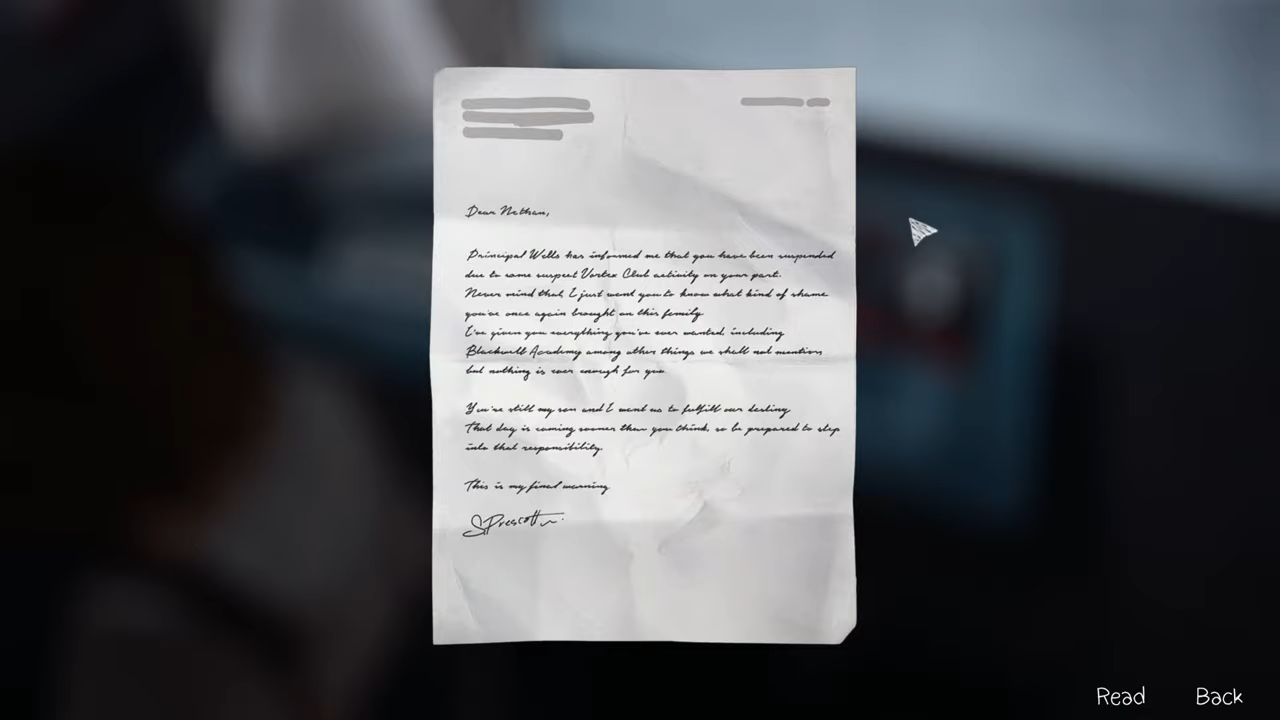 Dear Nathan,
Principal Wells has informed me that you have been suspended
due to some suspect Vortex Club activity on your part.
Never mind that, I just want you to know what kind of shame
you've once again brought on this family.
I've given you everything you've ever wanted, including
Blackwell Academy among other things we shall not mention,
but nothing is ever enough for you.
You're still my son and I want us to fulfill our destiny.
That day is coming sooner than you think, so be prepared to step
into that responsibility.
This is my final warning
S. Prescott
Read
Back